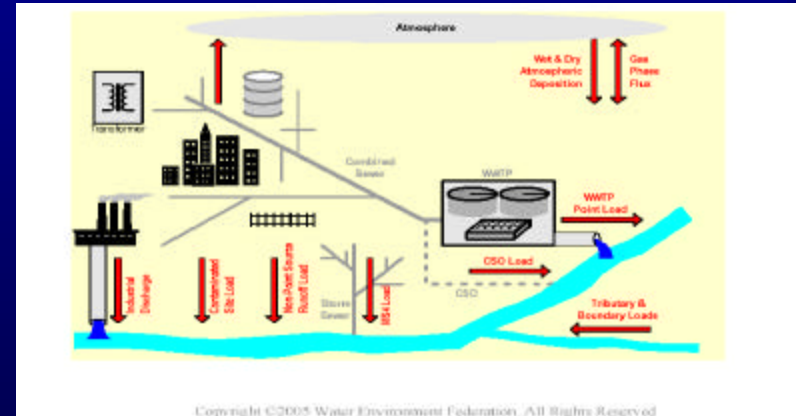 Atmosphere
Wet & Dry
Atmospheric
Deposition
Gas
Phase
Flux
Transformer
Combined
Sewer
WWTP
WWTP
Point Load
CSO Load
CSO
Industrial
Discharge
Contaminated
Site Load
Non-Point Source
Runoff Load
Storm
Sewer
MS4 Load
Tributary &
Boundary Loads
Copyright ©2005 Water Environment Federation. All Rights Reserved